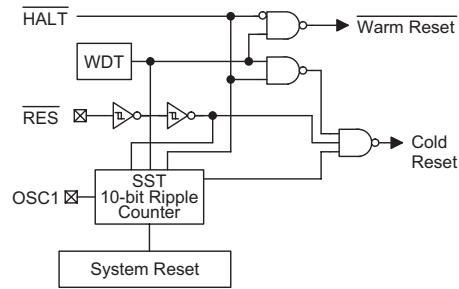 HALT
Warm Reset
WDT
RES
Cold
Reset
OSC1
SST
10-bit Ripple
Counter
System Reset